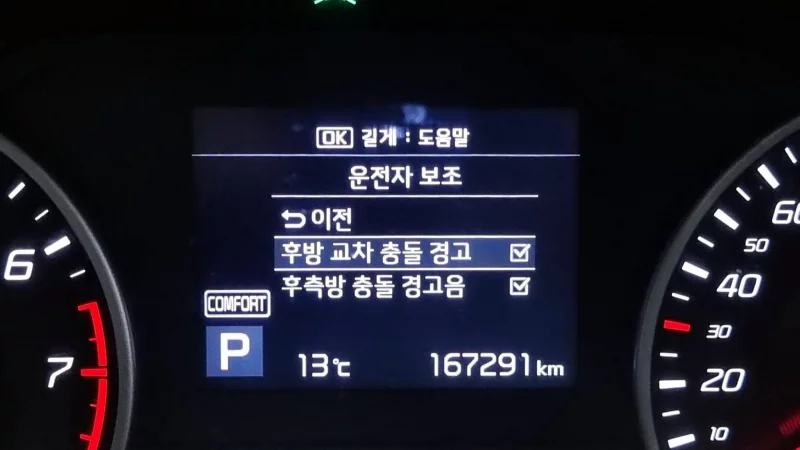 OK 길게 : 도움말
운전자 보조
이전
후방 교차 충돌 경고
후측방 충돌 경고음
COMFORT
P 13℃ 167291 km
6
7
60
50
40
30
20
10